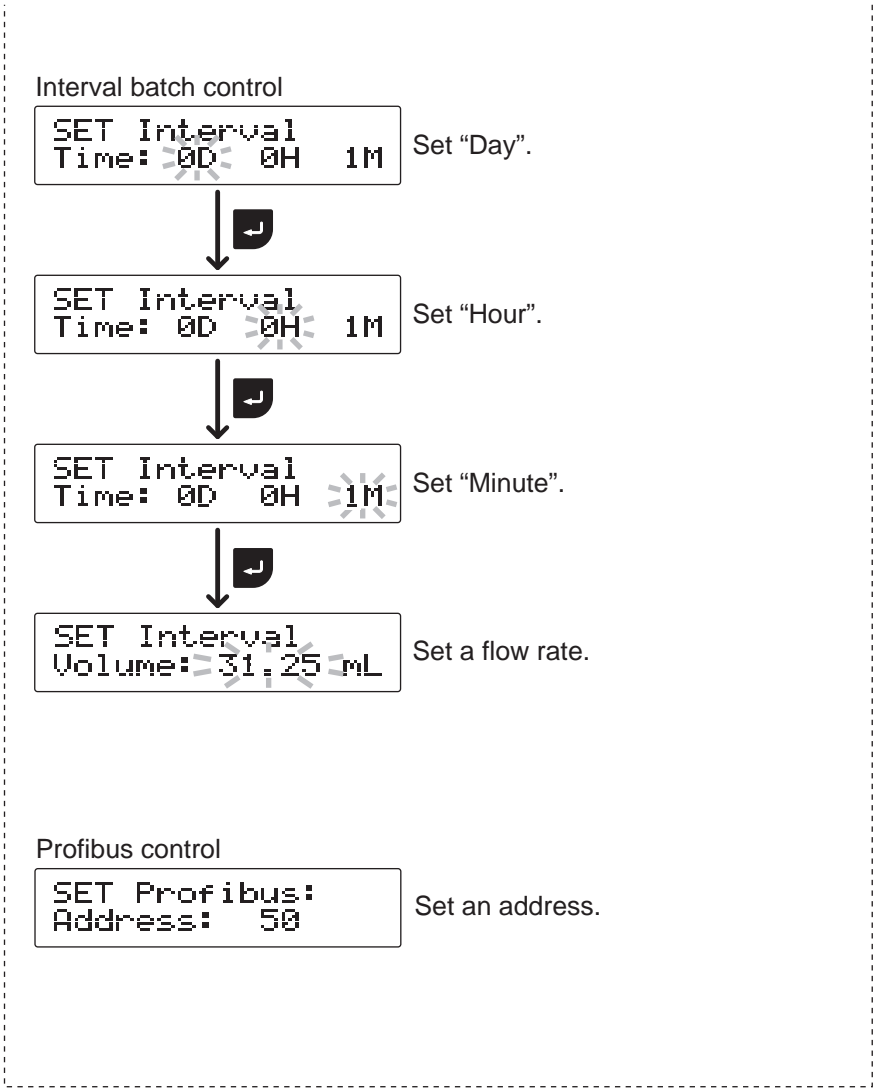 Interval batch control
SET Interval
Time: 0D 0H 1M
Set “Day”.
SET Interval
Time: 0D 0H 1M
Set “Hour”.
SET Interval
Time: 0D 0H 1M
Set “Minute”.
SET Interval
Volume: 31.25 mL
Set a flow rate.
Profibus control
SET Profibus:
Address: 50
Set an address.